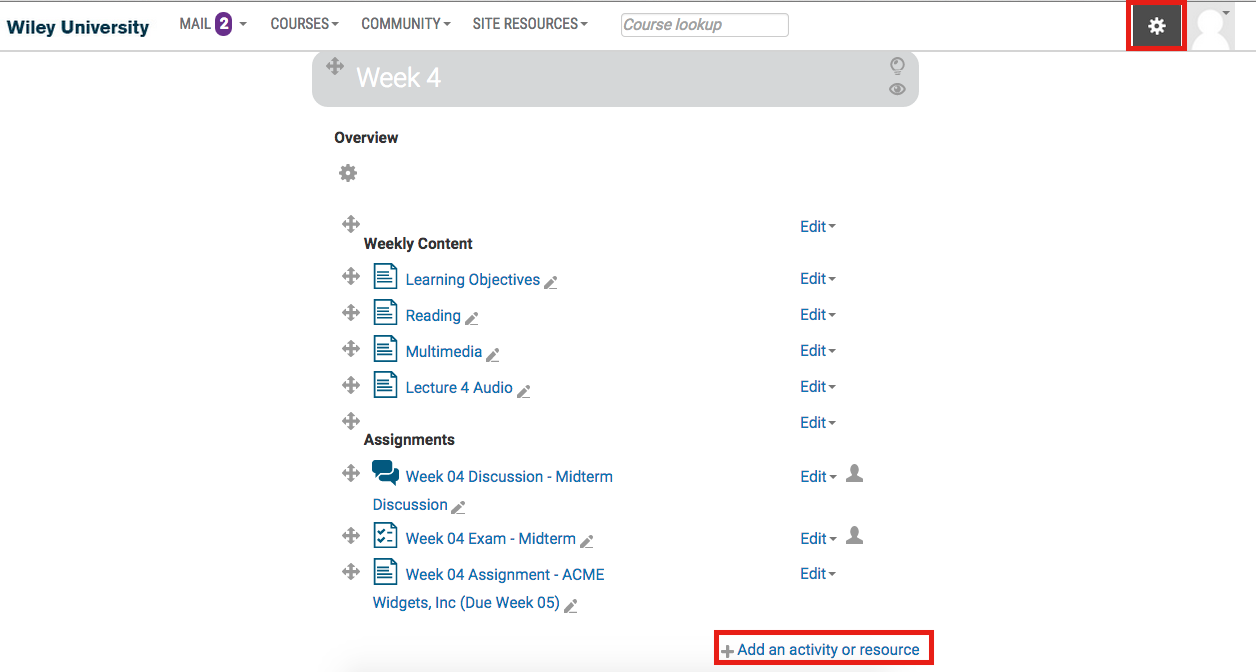 Wiley University MAIL 2 COURSES COMMUNITY SITE RESOURCES Course lookup
Week 4
Overview
Edit
Weekly Content
Learning Objectives Edit
Reading Edit
Multimedia Edit
Lecture 4 Audio Edit
Edit
Assignments
Week 04 Discussion - Midterm Edit
Discussion
Week 04 Exam - Midterm Edit
Week 04 Assignment - ACME Edit
Widgets, Inc (Due Week 05)
Add an activity or resource